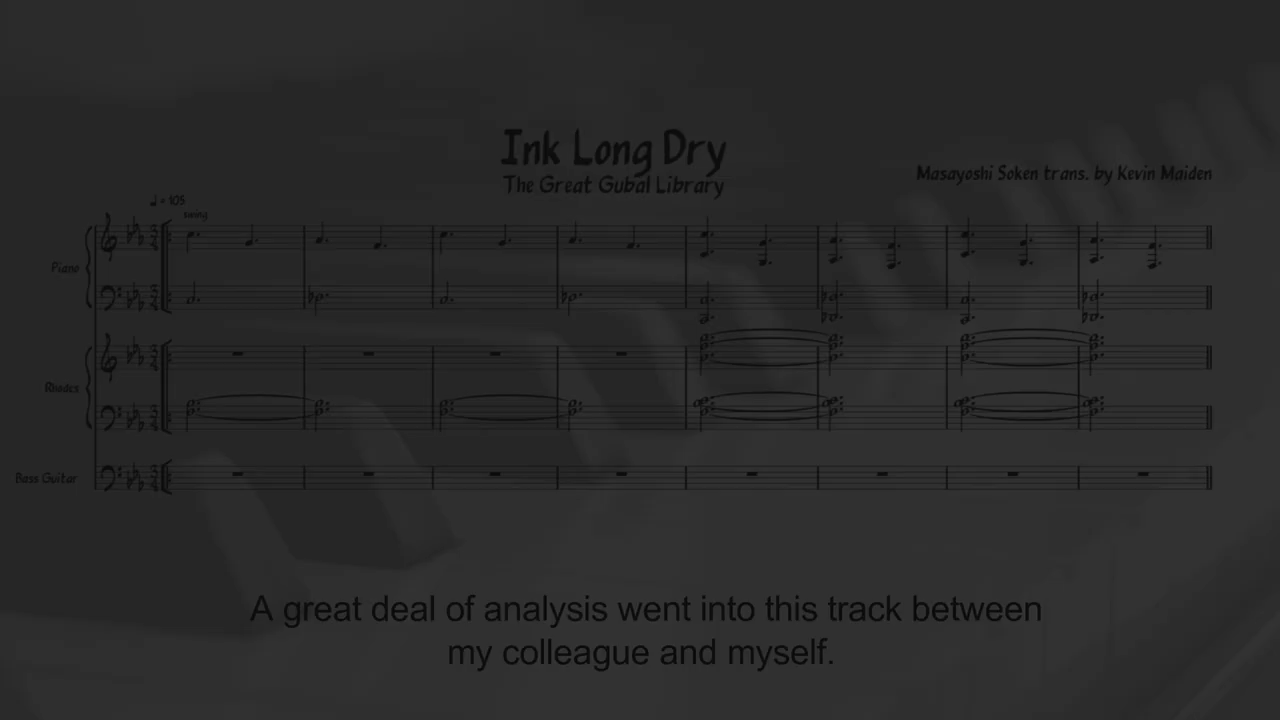 Ink Long Dry
The Great Gubal Library
Masayoshi Soken trans. by Kevin Maiden
♩ = 105
swing
Piano
Rhodes
Bass Guitar
A great deal of analysis went into this track between
my colleague and myself.